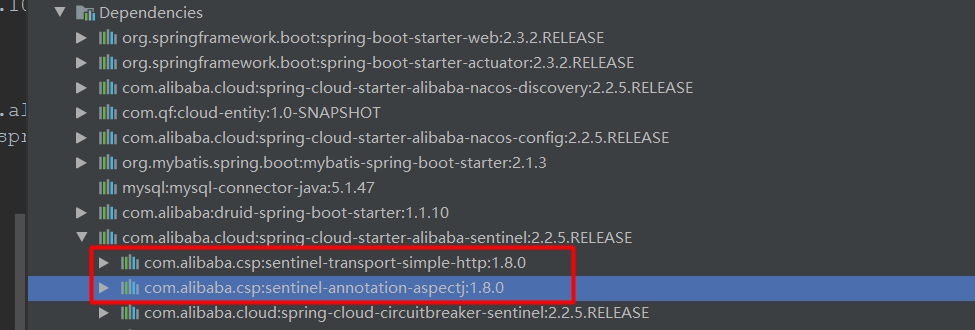 .10
Dependencies
org.springframework.boot:spring-boot-starter-web:2.3.2.RELEASE
org.springframework.boot:spring-boot-starter-actuator:2.3.2.RELEASE
com.alibaba.cloud:spring-cloud-starter-alibaba-nacos-discovery:2.2.5.RELEASE
.al
com.qf:cloud-entity:1.0-SNAPSHOT
spr
com.alibaba.cloud:spring-cloud-starter-alibaba-nacos-config:2.2.5.RELEASE
org.mybatis.spring.boot:mybatis-spring-boot-starter:2.1.3
mysql:mysql-connector-java:5.1.47
com.alibaba:druid-spring-boot-starter:1.1.10
com.alibaba.cloud:spring-cloud-starter-alibaba-sentinel:2.2.5.RELEASE
com.alibaba.csp:sentinel-transport-simple-http:1.8.0
com.alibaba.csp:sentinel-annotation-aspectj:1.8.0
com.alibaba.cloud:spring-cloud-circuitbreaker-sentinel:2.2.5.RELEASE